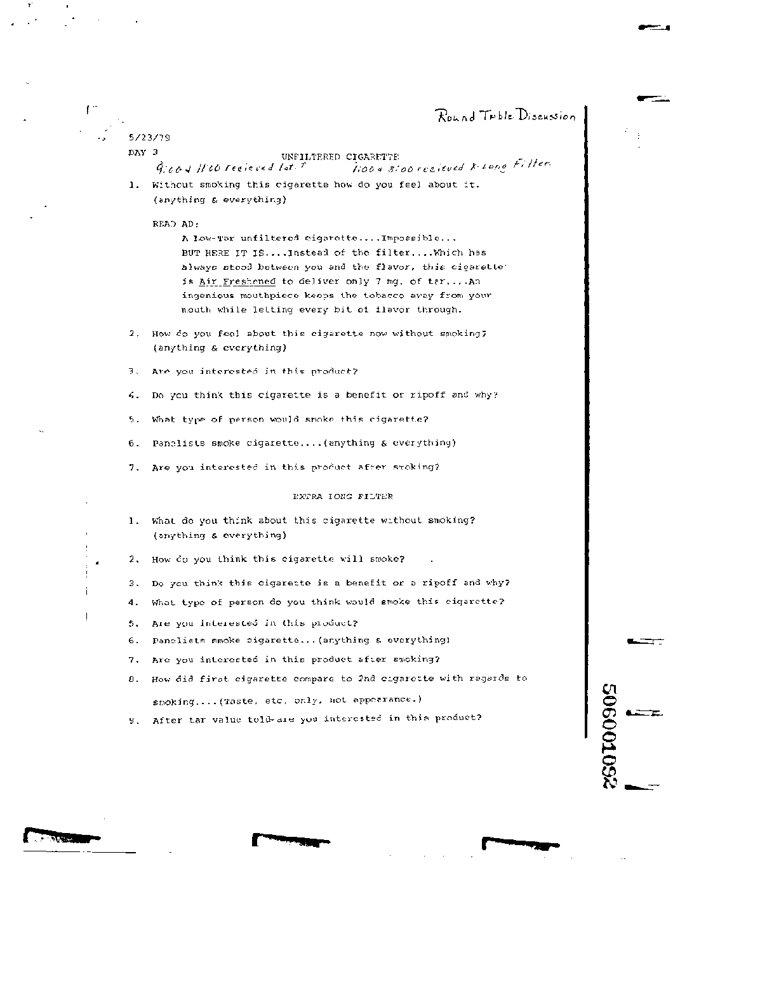 Round Table Discussion
5/23/79
DAY 3
UNFILTERED CIGARETTE
9:00 & 11:00 recieved 1st. 1:00 & 3:00 recieved X-Long Filter
1. Without smoking this cigarette how do you feel about it.
(anything & everything)
READ AD:
A Low-Tar unfiltered cigarette....Impossible...
BUT HERE IT IS....Instead of the filter....Which has
always stood between you and the flavor, this cigarette
is Air Freshened to deliver only 7 mg. of tar....An
ingenious mouthpiece keeps the tobacco away from your
mouth while letting every bit of flavor through.
2. How do you feel about this cigarette now without smoking?
(anything & everything)
3. Are you interested in this product?
4. Do you think this cigarette is a benefit or ripoff and why?
5. What type of person would smoke this cigarette?
6. Panelists smoke cigarette....(anything & everything)
7. Are you interested in this product after smoking?
EXTRA LONG FILTER
1. What do you think about this cigarette without smoking?
(anything & everything)
2. How do you think this cigarette will smoke?
3. Do you think this cigarette is a benefit or a ripoff and why?
4. What type of person do you think would smoke this cigarette?
5. Are you interested in this product?
6. Panelists smoke cigarette...(anything & everything)
7. Are you interested in this product after smoking?
8. How did first cigarette compare to 2nd cigarette with regards to
smoking....(Taste, etc. only, not appearance.)
9. After tar value told-are you interested in this product?
506001092